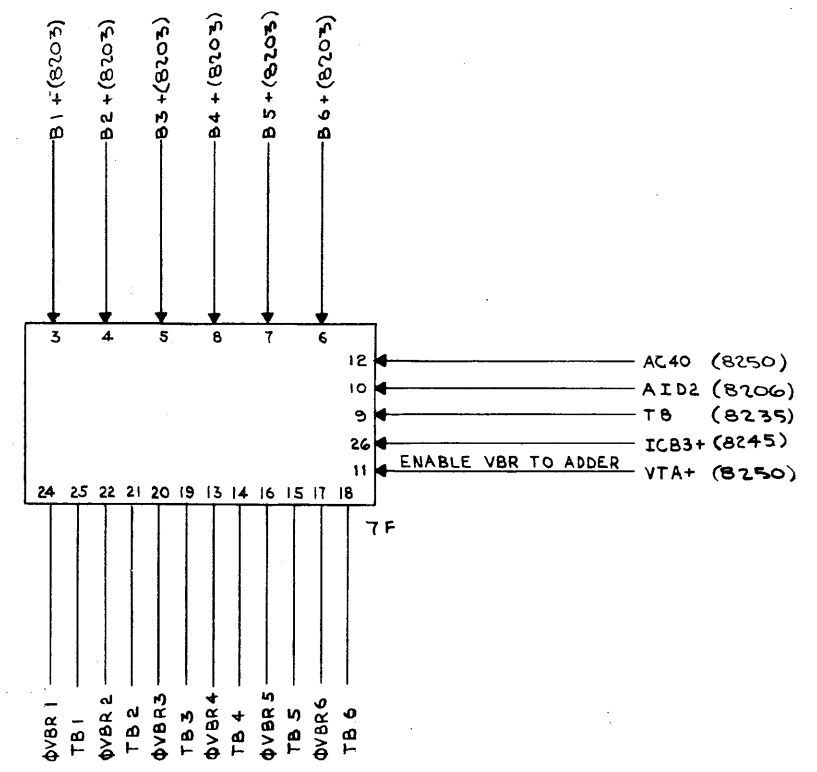 B1+(8203)
B2+(8203)
B3+(8203)
B4+(8203)
B5+(8203)
B6+(8203)
3 4 5 8 7 6
12 AC40 (8250)
10 AID2 (8206)
9 TB (8235)
26 ICB3+(8245)
11 ENABLE VBR TO ADDER VTA+ (8250)
24 25 22 21 20 19 13 14 16 15 17 18
7F
ΦVBR1
TB1
ΦVBR2
TB2
ΦVBR3
TB3
ΦVBR4
TB4
ΦVBR5
TB5
ΦVBR6
TB6